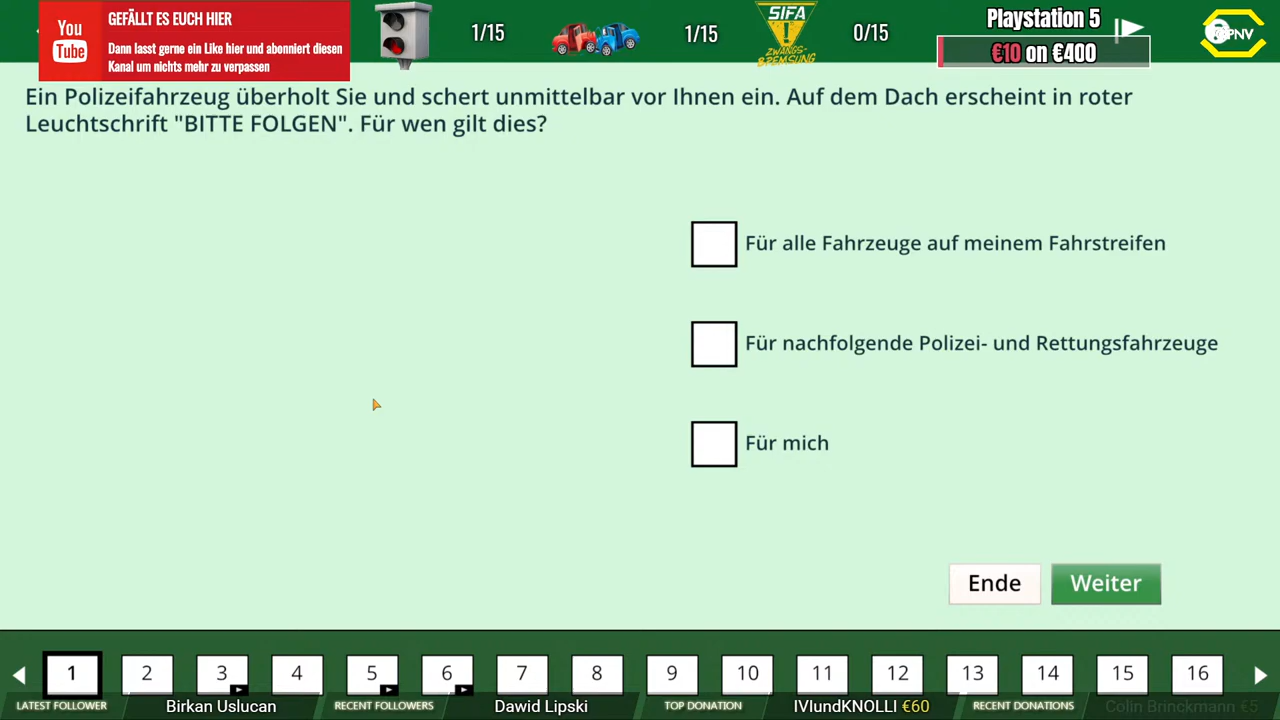 You
Tube
GEFÄLLT ES EUCH HIER
Dann lasst gerne ein Like hier und abonniert diesen
Kanal um nichts mehr zu verpassen
1/15
1/15
SIFA
ZWANGS-
BREMSUNG
0/15
Playstation 5
€10 on €400
ÖPNV
Ein Polizeifahrzeug überholt Sie und schert unmittelbar vor Ihnen ein. Auf dem Dach erscheint in roter
Leuchtschrift "BITTE FOLGEN". Für wen gilt dies?
Für alle Fahrzeuge auf meinem Fahrstreifen
Für nachfolgende Polizei- und Rettungsfahrzeuge
Für mich
Ende Weiter
1 2 3 4 5 6 7 8 9 10 11 12 13 14 15 16
LATEST FOLLOWER Birkan Uslucan RECENT FOLLOWERS Dawid Lipski TOP DONATION IVlundKNOLLI €60 RECENT DONATIONS Colin Brinckmann €5